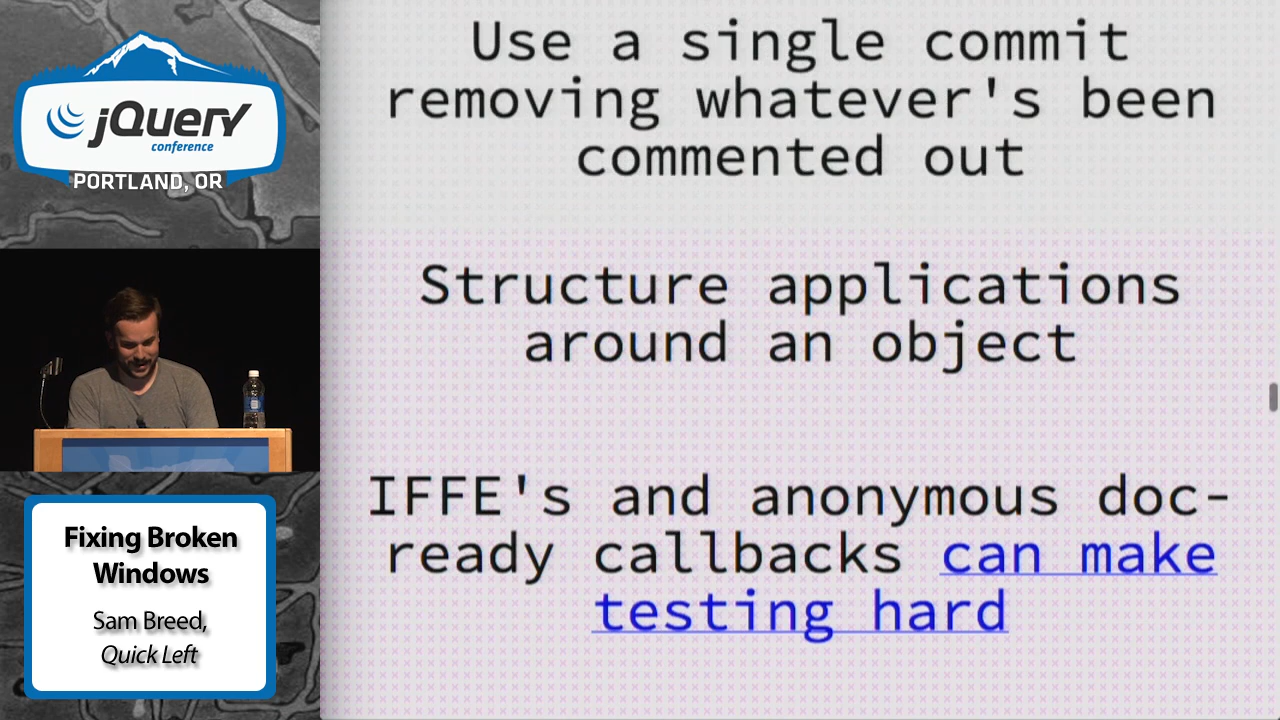 jQuery
conference
PORTLAND, OR
Use a single commit
removing whatever's been
commented out
Structure applications
around an object
IFFE's and anonymous doc-
ready callbacks can make
testing hard
Fixing Broken
Windows
Sam Breed,
Quick Left